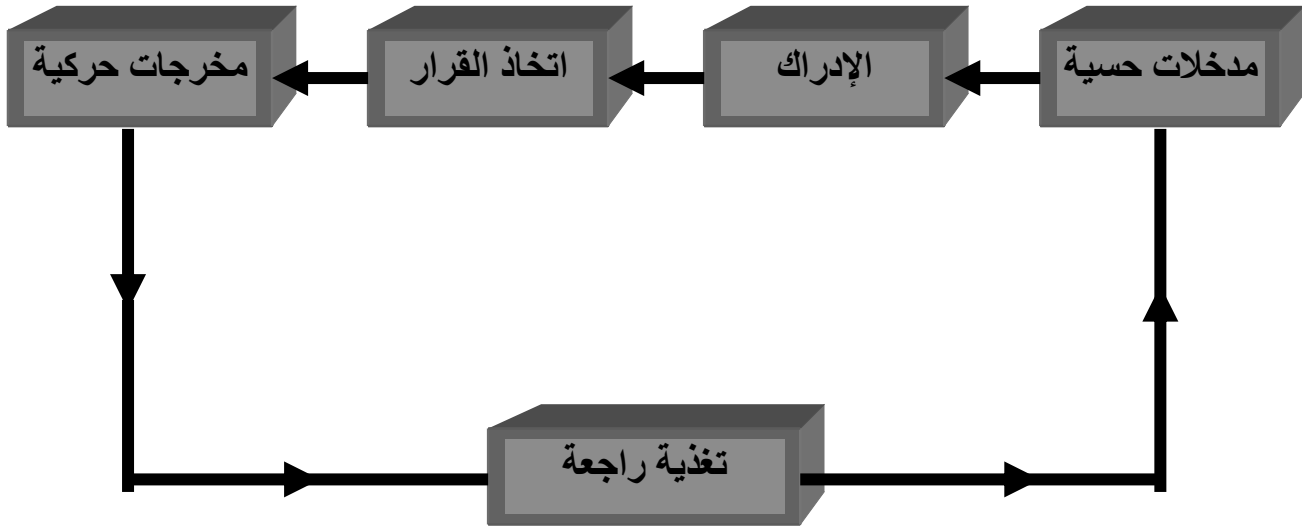 مدخلات حسية
الإدراك
اتخاذ القرار
مخرجات حركية
تغذية راجعة